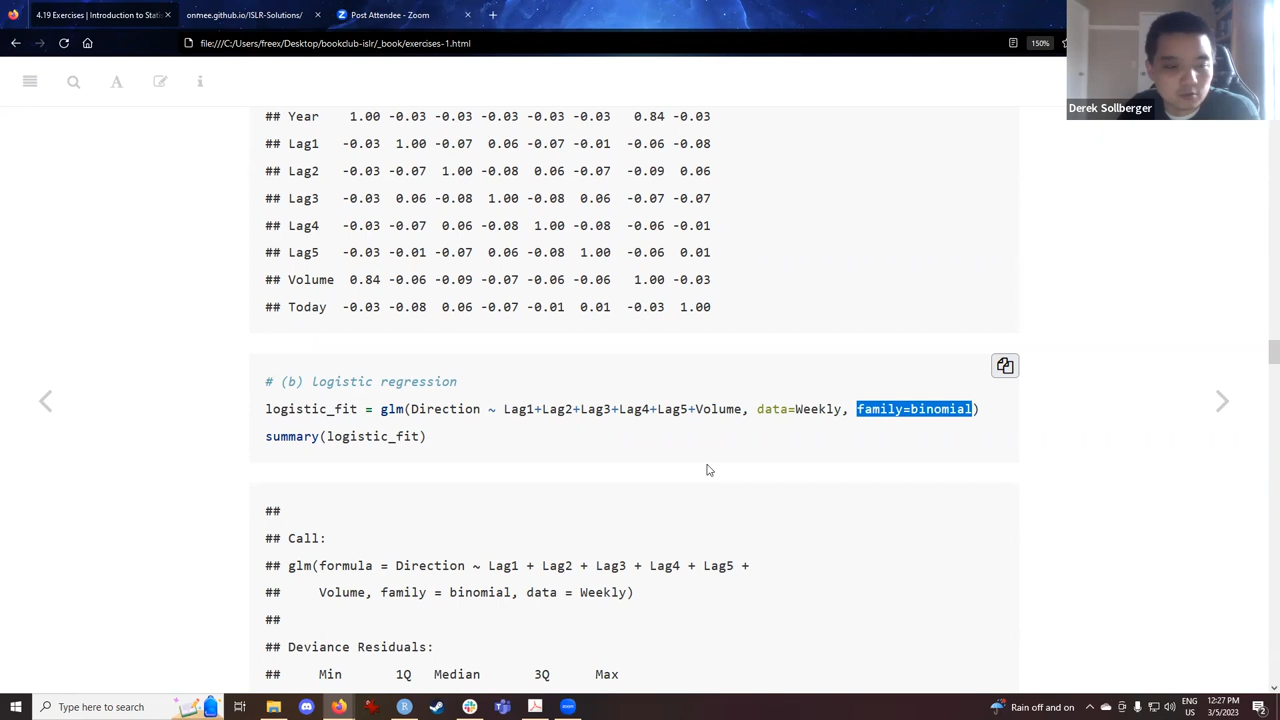 4.19 Exercises | Introduction to Stati
onmee.github.io/ISLR-Solutions/
Post Attendee - Zoom
file:///C:/Users/freex/Desktop/bookclub-islr/_book/exercises-1.html
150%
Derek Sollberger
## Year    1.00 -0.03 -0.03 -0.03 -0.03 -0.03   0.84 -0.03
## Lag1   -0.03  1.00 -0.07  0.06 -0.07 -0.01  -0.06 -0.08
## Lag2   -0.03 -0.07  1.00 -0.08  0.06 -0.07  -0.09  0.06
## Lag3   -0.03  0.06 -0.08  1.00 -0.08  0.06  -0.07 -0.07
## Lag4   -0.03 -0.07  0.06 -0.08  1.00 -0.08  -0.06 -0.01
## Lag5   -0.03 -0.01 -0.07  0.06 -0.08  1.00  -0.06  0.01
## Volume  0.84 -0.06 -0.09 -0.07 -0.06 -0.06   1.00 -0.03
## Today  -0.03 -0.08  0.06 -0.07 -0.01  0.01  -0.03  1.00
# (b) logistic regression
logistic_fit = glm(Direction ~ Lag1+Lag2+Lag3+Lag4+Lag5+Volume, data=Weekly, family=binomial)
summary(logistic_fit)
##
## Call:
## glm(formula = Direction ~ Lag1 + Lag2 + Lag3 + Lag4 + Lag5 +
##     Volume, family = binomial, data = Weekly)
##
## Deviance Residuals:
##     Min      1Q   Median      3Q     Max
Type here to search
Rain off and on
ENG
US
12:27 PM
3/5/2023
2